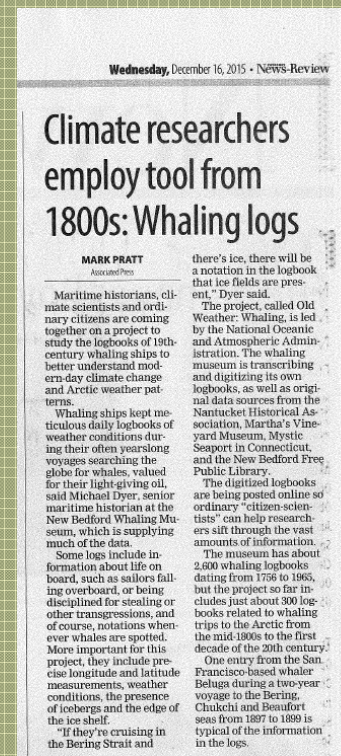 Wednesday, December 16, 2015 • News-Review
Climate researchers
employ tool from
1800s: Whaling logs
MARK PRATT
Associated Press
Maritime historians, cli-
mate scientists and ordi-
nary citizens are coming
together on a project to
study the logbooks of 19th-
century whaling ships to
better understand mod-
ern-day climate change
and Arctic weather pat-
terns.
Whaling ships kept me-
ticulous daily logbooks of
weather conditions dur-
ing their often yearslong
voyages searching the
globe for whales, valued
for their light-giving oil,
said Michael Dyer, senior
maritime historian at the
New Bedford Whaling Mu-
seum, which is supplying
much of the data.
Some logs include in-
formation about life on
board, such as sailors fall-
ing overboard, or being
disciplined for stealing or
other transgressions, and
of course, notations when-
ever whales are spotted.
More important for this
project, they include pre-
cise longitude and latitude
measurements, weather
conditions, the presence
of icebergs and the edge of
the ice shelf.
"If they're cruising in
the Bering Strait and
there's ice, there will be
a notation in the logbook
that ice fields are pres-
ent," Dyer said.
The project, called Old
Weather: Whaling, is led
by the National Oceanic
and Atmospheric Admin-
istration. The whaling
museum is transcribing
and digitizing its own
logbooks, as well as origi-
nal data sources from the
Nantucket Historical As-
sociation, Martha's Vine-
yard Museum, Mystic
Seaport in Connecticut,
and the New Bedford Free
Public Library.
The digitized logbooks
are being posted online so
ordinary "citizen-scien-
tists" can help research-
ers sift through the vast
amounts of information.
The museum has about
2,600 whaling logbooks
dating from 1756 to 1965,
but the project so far in-
cludes just about 300 log-
books related to whaling
trips to the Arctic from
the mid-1800s to the first
decade of the 20th century.
One entry from the San
Francisco-based whaler
Beluga during a two-year
voyage to the Bering,
Chukchi and Beaufort
seas from 1897 to 1899 is
typical of the information
in the logs.